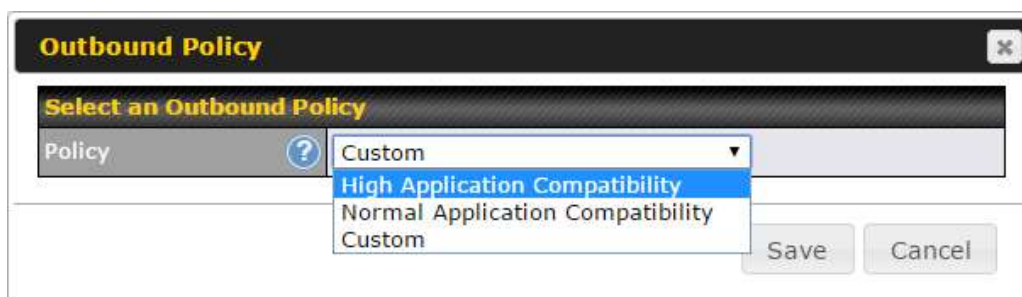 Outbound Policy
Select an Outbound Policy
Policy ? Custom
High Application Compatibility
Normal Application Compatibility
Custom
Save Cancel